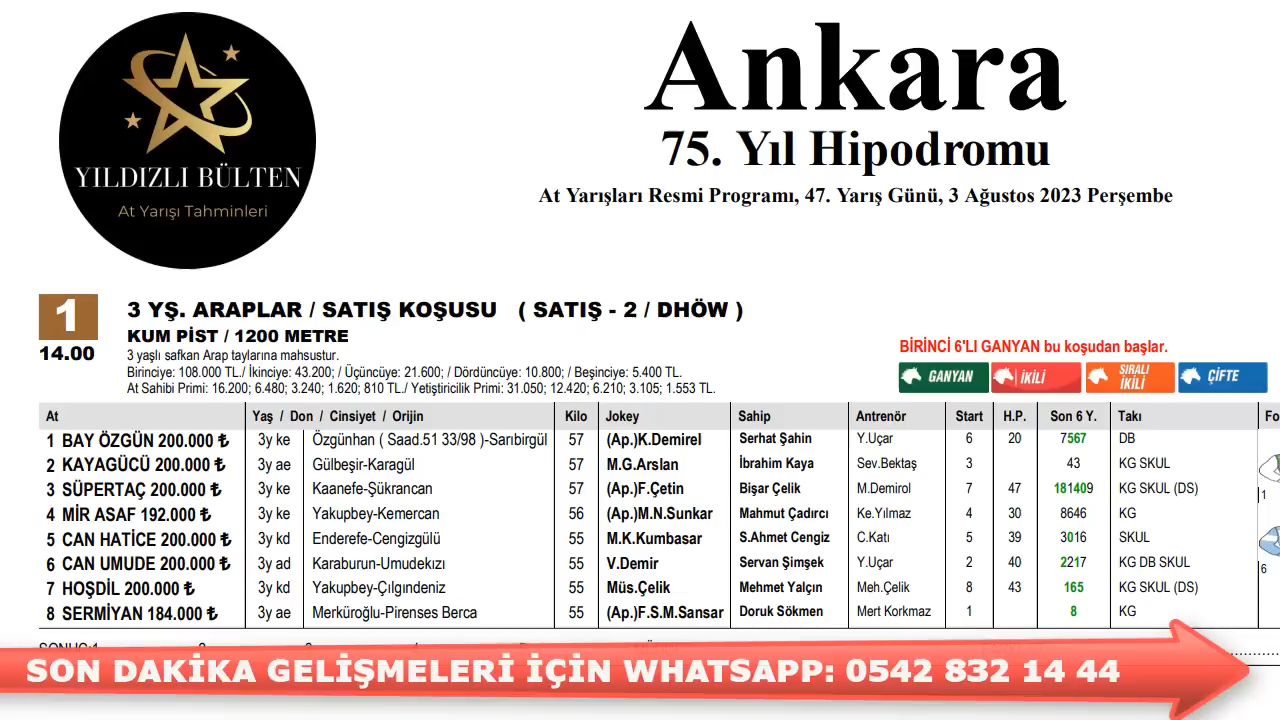 YILDIZLI BÜLTEN
At Yarışı Tahminleri
Ankara
75. Yıl Hipodromu
At Yarışları Resmi Programı, 47. Yarış Günü, 3 Ağustos 2023 Perşembe
1
14.00
3 YŞ. ARAPLAR / SATIŞ KOŞUSU ( SATIŞ - 2 / DHÖW )
KUM PİST / 1200 METRE
3 yaşlı safkan Arap taylarına mahsustur.
Birinciye: 108.000 TL./ İkinciye: 43.200; / Üçüncüye: 21.600; / Dördüncüye: 10.800; / Beşinciye: 5.400 TL.
At Sahibi Primi: 16.200; 6.480; 3.240; 1.620; 810 TL./ Yetiştiricilik Primi: 31.050; 12.420; 6.210; 3.105; 1.553 TL.
BİRİNCİ 6'LI GANYAN bu koşudan başlar.
GANYAN İKİLİ SIRALI İKİLİ ÇİFTE
At Yaş / Don / Cinsiyet / Orijin Kilo Jokey Sahip Antrenör Start H.P. Son 6 Y. Takı Fo
1 BAY ÖZGÜN 200.000 ₺ 3y ke Özgünhan ( Saad.51 33/98 )-Sarıbirgül 57 (Ap.)K.Demirel Serhat Şahin Y.Uçar 6 20 7567 DB
2 KAYAGÜCÜ 200.000 ₺ 3y ae Gülbeşir-Karagül 57 M.G.Arslan İbrahim Kaya Sev.Bektaş 3 43 KG SKUL
3 SÜPERTAÇ 200.000 ₺ 3y ke Kaanefe-Şükrancan 57 (Ap.)F.Çetin Bişar Çelik M.Demirol 7 47 181409 KG SKUL (DS) 1
4 MİR ASAF 192.000 ₺ 3y ke Yakupbey-Kemercan 56 (Ap.)M.N.Sunkar Mahmut Çadırcı Ke.Yılmaz 4 30 8646 KG
5 CAN HATİCE 200.000 ₺ 3y kd Enderefe-Cengizgülü 55 M.K.Kumbasar S.Ahmet Cengiz C.Katı 5 39 3016 SKUL
6 CAN UMUDE 200.000 ₺ 3y ad Karaburun-Umudekızı 55 V.Demir Servan Şimşek Y.Uçar 2 40 2217 KG DB SKUL 6
7 HOŞDİL 200.000 ₺ 3y kd Yakupbey-Çılgındeniz 55 Müs.Çelik Mehmet Yalçın Meh.Çelik 8 43 165 KG SKUL (DS)
8 SERMİYAN 184.000 ₺ 3y ae Merküroğlu-Pirenses Berca 55 (Ap.)F.S.M.Sansar Doruk Sökmen Mert Korkmaz 1 8 KG
SON DAKİKA GELİŞMELERİ İÇİN WHATSAPP: 0542 832 14 44